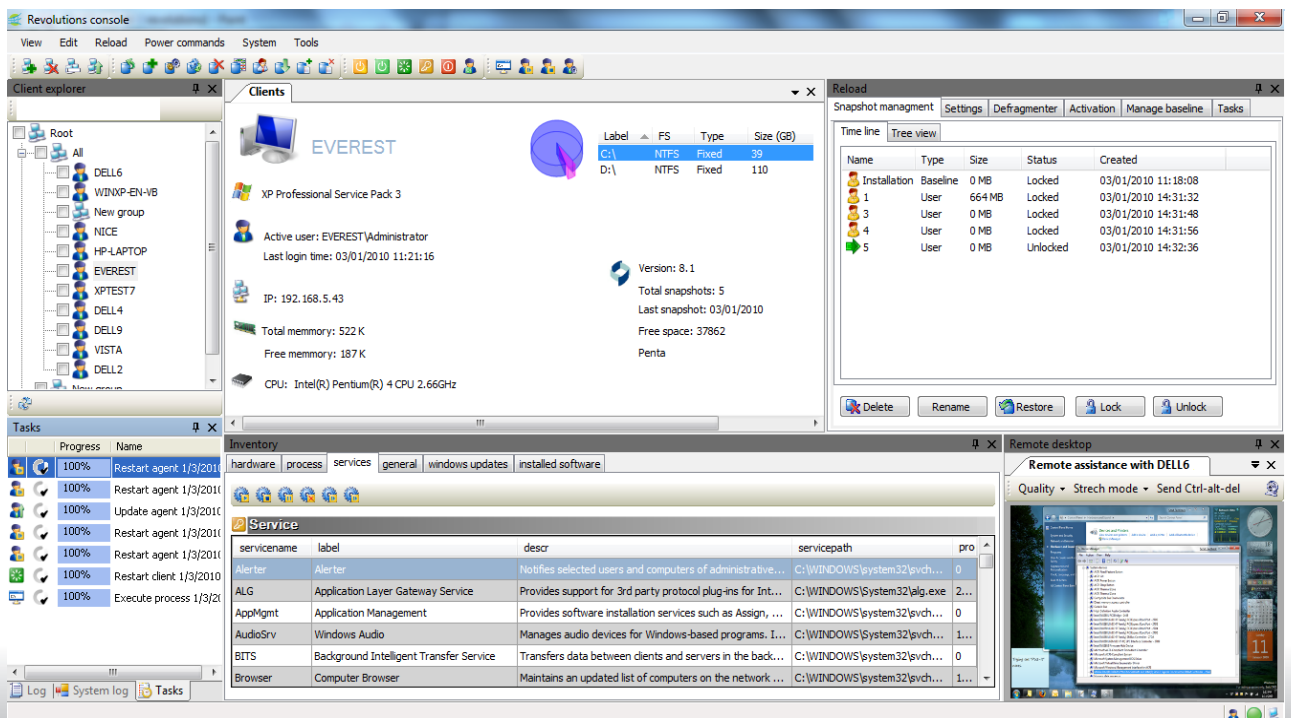 Revolutions console
View Edit Reload Power commands System Tools
Client explorer
Root
All
DELL6
WINXP-EN-VB
New group
NICE
HP-LAPTOP
EVEREST
XPTEST7
DELL4
DELL9
VISTA
DELL2
New group
Clients
EVEREST
Label FS Type Size (GB)
C:\ NTFS Fixed 39
D:\ NTFS Fixed 110
XP Professional Service Pack 3
Active user: EVEREST\Administrator
Last login time: 03/01/2010 11:21:16
IP: 192.168.5.43
Total memmory: 522 K
Free memmory: 187 K
CPU: Intel(R) Pentium(R) 4 CPU 2.66GHz
Version: 8.1
Total snapshots: 5
Last snapshot: 03/01/2010
Free space: 37862
Penta
Reload
Snapshot managment Settings Defragmenter Activation Manage baseline Tasks
Time line Tree view
Name Type Size Status Created
Installation Baseline 0 MB Locked 03/01/2010 11:18:08
1 User 664 MB Locked 03/01/2010 14:31:32
3 User 0 MB Locked 03/01/2010 14:31:48
4 User 0 MB Locked 03/01/2010 14:31:56
5 User 0 MB Unlocked 03/01/2010 14:32:36
Delete Rename Restore Lock Unlock
Tasks
Progress Name
100% Restart agent 1/3/201
100% Restart agent 1/3/201
100% Update agent 1/3/201
100% Restart agent 1/3/201
100% Restart agent 1/3/201
100% Restart client 1/3/2010
100% Execute process 1/3/2
Log System log Tasks
Inventory
hardware process services general windows updates installed software
Service
servicename label descr servicepath pro
Alerter Alerter Notifies selected users and computers of administrative... C:\WINDOWS\system32\svch... 0
ALG Application Layer Gateway Service Provides support for 3rd party protocol plug-ins for Int... C:\WINDOWS\System32\alg.exe 2...
AppMgmt Application Management Provides software installation services such as Assign, ... C:\WINDOWS\system32\svch... 0
AudioSrv Windows Audio Manages audio devices for Windows-based programs. I... C:\WINDOWS\System32\svch... 1...
BITS Background Intelligent Transfer Service Transfers data between clients and servers in the back... C:\WINDOWS\system32\svch... 0
Browser Computer Browser Maintains an updated list of computers on the network ... C:\WINDOWS\system32\svch... 1...
Remote desktop
Remote assistance with DELL6
Quality Strech mode Send Ctrl-alt-del
11